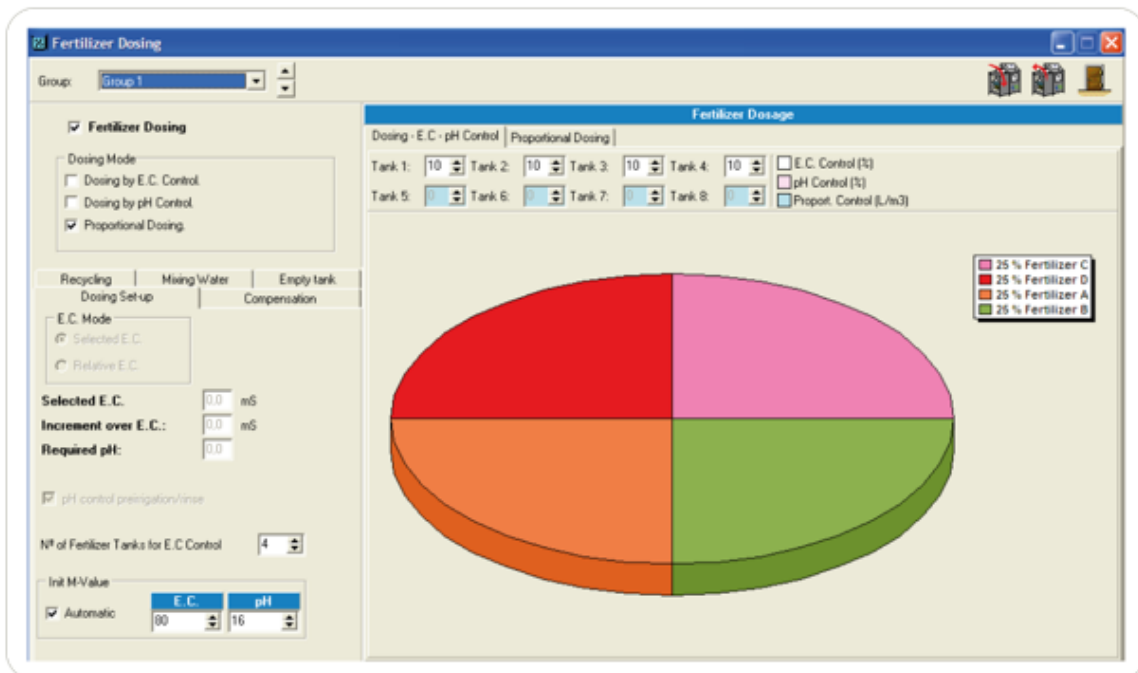 Fertilizer Dosing
Group: Group 1
Fertilizer Dosing
Dosing Mode
Dosing by E.C. Control.
Dosing by pH Control.
Proportional Dosing.
Recycling Mixing Water Empty tank
Dosing Set-up Compensation
E.C. Mode
Selected E.C.
Relative E.C.
Selected E.C. 0,0 mS
Increment over E.C.: 0,0 mS
Required pH: 0,0
pH control preirrigation/rinse
Nº of Fertilizer Tanks for E.C Control 4
Init M-Value
E.C. pH
Automatic 80 16
Fertilizer Dosage
Dosing - E.C - pH Control Proportional Dosing
Tank 1: 10 Tank 2: 10 Tank 3: 10 Tank 4: 10 E.C. Control (%)
pH Control (%)
Tank 5: 0 Tank 6: 0 Tank 7: 0 Tank 8: 0 Proport. Control (L/m3)
25 % Fertilizer C
25 % Fertilizer D
25 % Fertilizer A
25 % Fertilizer B